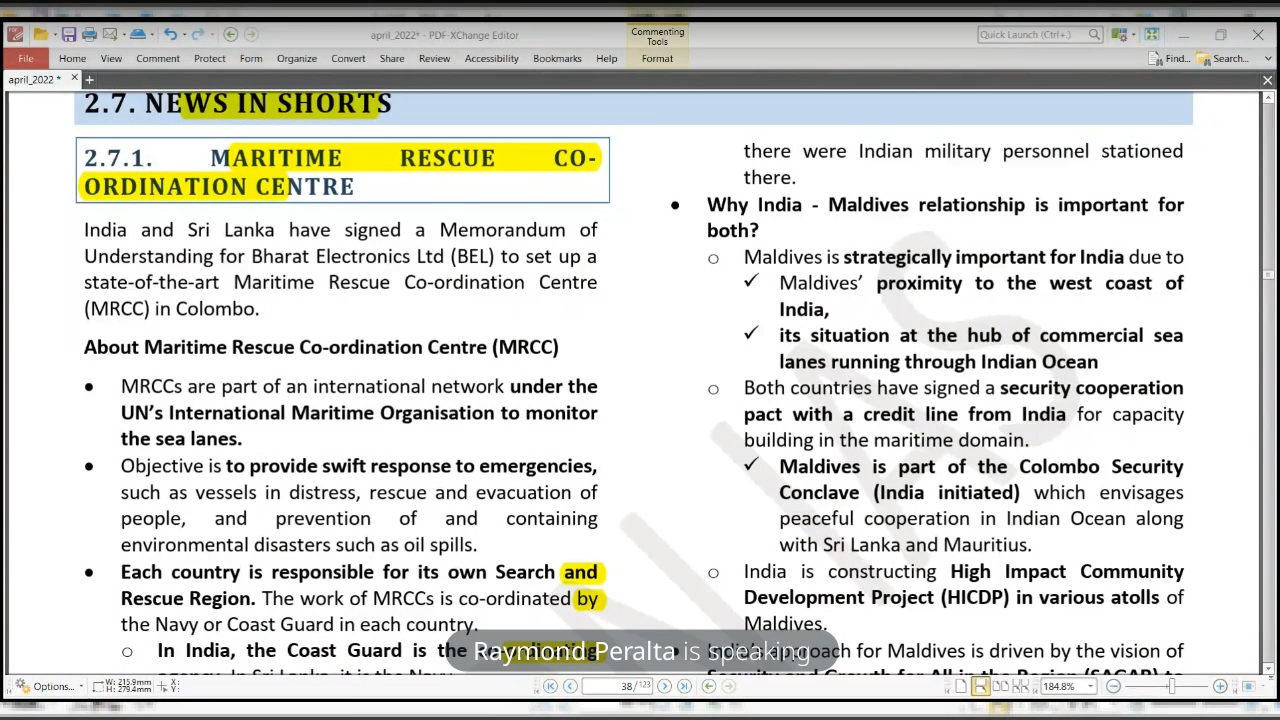 april_2022* - PDF-XChange Editor
Commenting Tools
Quick Launch (Ctrl+.)
File Home View Comment Protect Form Organize Convert Share Review Accessibility Bookmarks Help Format
Find... Search...
april_2022 *
2.7. NEWS IN SHORTS
2.7.1. MARITIME RESCUE CO-
ORDINATION CENTRE
India and Sri Lanka have signed a Memorandum of
Understanding for Bharat Electronics Ltd (BEL) to set up a
state-of-the-art Maritime Rescue Co-ordination Centre
(MRCC) in Colombo.
About Maritime Rescue Co-ordination Centre (MRCC)
• MRCCs are part of an international network under the
UN's International Maritime Organisation to monitor
the sea lanes.
• Objective is to provide swift response to emergencies,
such as vessels in distress, rescue and evacuation of
people, and prevention of and containing
environmental disasters such as oil spills.
• Each country is responsible for its own Search and
Rescue Region. The work of MRCCs is co-ordinated by
the Navy or Coast Guard in each country.
o In India, the Coast Guard is the
there were Indian military personnel stationed
there.
• Why India - Maldives relationship is important for
both?
o Maldives is strategically important for India due to
✓ Maldives' proximity to the west coast of
India,
✓ its situation at the hub of commercial sea
lanes running through Indian Ocean
o Both countries have signed a security cooperation
pact with a credit line from India for capacity
building in the maritime domain.
✓ Maldives is part of the Colombo Security
Conclave (India initiated) which envisages
peaceful cooperation in Indian Ocean along
with Sri Lanka and Mauritius.
o India is constructing High Impact Community
Development Project (HICDP) in various atolls of
Maldives.
approach for Maldives is driven by the vision of
Raymond Peralta is speaking
Options... W: 215.9mm X:
H: 279.4mm Y:
38 / 123
184.8%